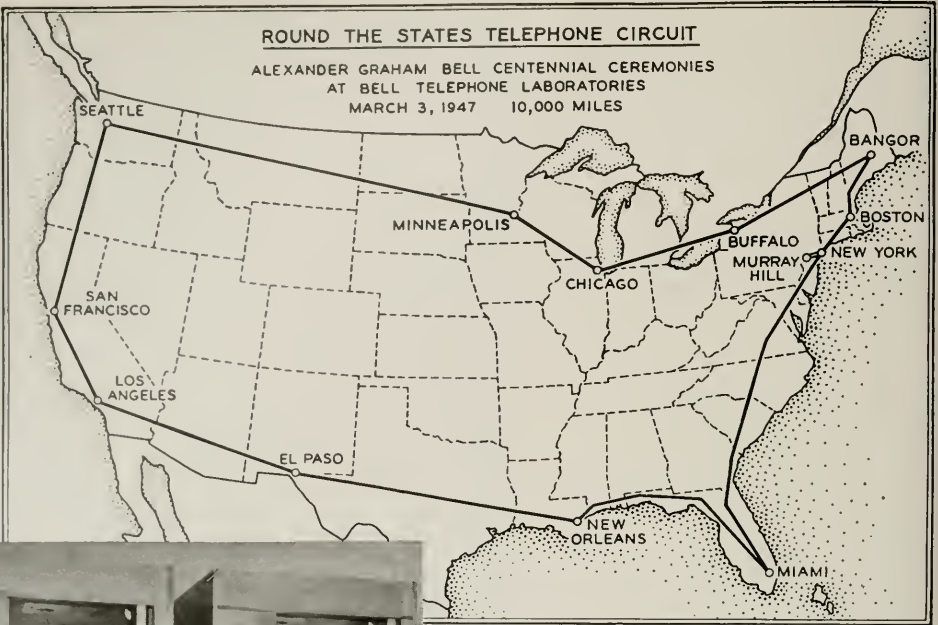 ROUND THE STATES TELEPHONE CIRCUIT
ALEXANDER GRAHAM BELL CENTENNIAL CEREMONIES
AT BELL TELEPHONE LABORATORIES
MARCH 3, 1947 10,000 MILES
SEATTLE
BANGOR
MINNEAPOLIS
BOSTON
BUFFALO
NEW YORK
MURRAY
HILL
CHICAGO
SAN
FRANCISCO
LOS
ANGELES
EL PASO
NEW
ORLEANS
MIAMI